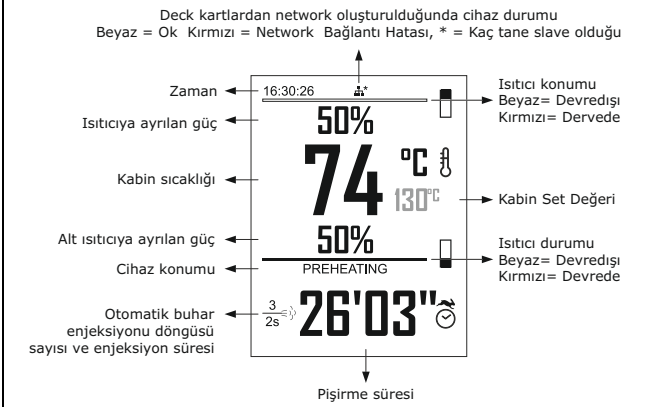 Deck kartlardan network oluşturulduğunda cihaz durumu
Beyaz = Ok Kırmızı = Network Bağlantı Hatası, * = Kaç tane slave olduğu
Zaman
16:30:26
*
Isıtıcı konumu
Beyaz= Devredışı
Kırmızı= Dervede
Isıtıcıya ayrılan güç
50%
Kabin sıcaklığı
74 °C
130°C
Kabin Set Değeri
Alt ısıtıcıya ayrılan güç
50%
Isıtıcı durumu
Beyaz= Devredışı
Kırmızı= Devrede
Cihaz konumu
PREHEATING
Otomatik buhar
enjeksiyonu döngüsü
sayısı ve enjeksiyon süresi
3
2s
26'03"
Pişirme süresi